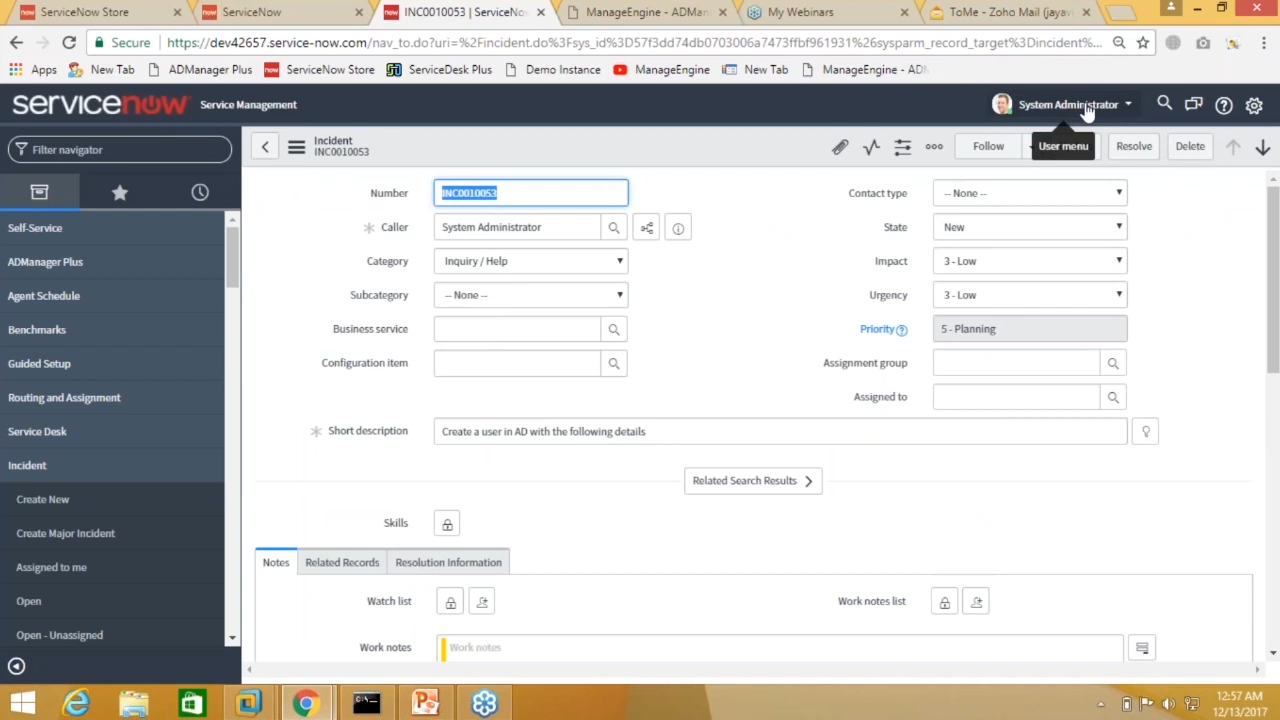 ServiceNow Store
ServiceNow
INC0010053 | ServiceNo
ManageEngine - ADMan
My Webinars
ToMe - Zoho Mail (jayav
Secure
https://dev42657.service-now.com/nav_to.do?uri=%2Fincident.do%3Fsys_id%3D57f3dd74db0703006a7473ffbf961931%26sysparm_record_target%3Dincident%...
Apps
New Tab
ADManager Plus
ServiceNow Store
ServiceDesk Plus
Demo Instance
ManageEngine
New Tab
ManageEngine - ADM
servicenow Service Management
System Administrator
Filter navigator
Incident
INC0010053
Follow
User menu
Resolve
Delete
Self-Service
ADManager Plus
Agent Schedule
Benchmarks
Guided Setup
Routing and Assignment
Service Desk
Incident
Create New
Create Major Incident
Assigned to me
Open
Open - Unassigned
Number INC0010053
Caller System Administrator
Category Inquiry / Help
Subcategory -- None --
Business service
Configuration item
Contact type -- None --
State New
Impact 3 - Low
Urgency 3 - Low
Priority 5 - Planning
Assignment group
Assigned to
Short description Create a user in AD with the following details
Related Search Results
Skills
Notes
Related Records
Resolution Information
Watch list
Work notes list
Work notes Work notes
12:57 AM
12/13/2017